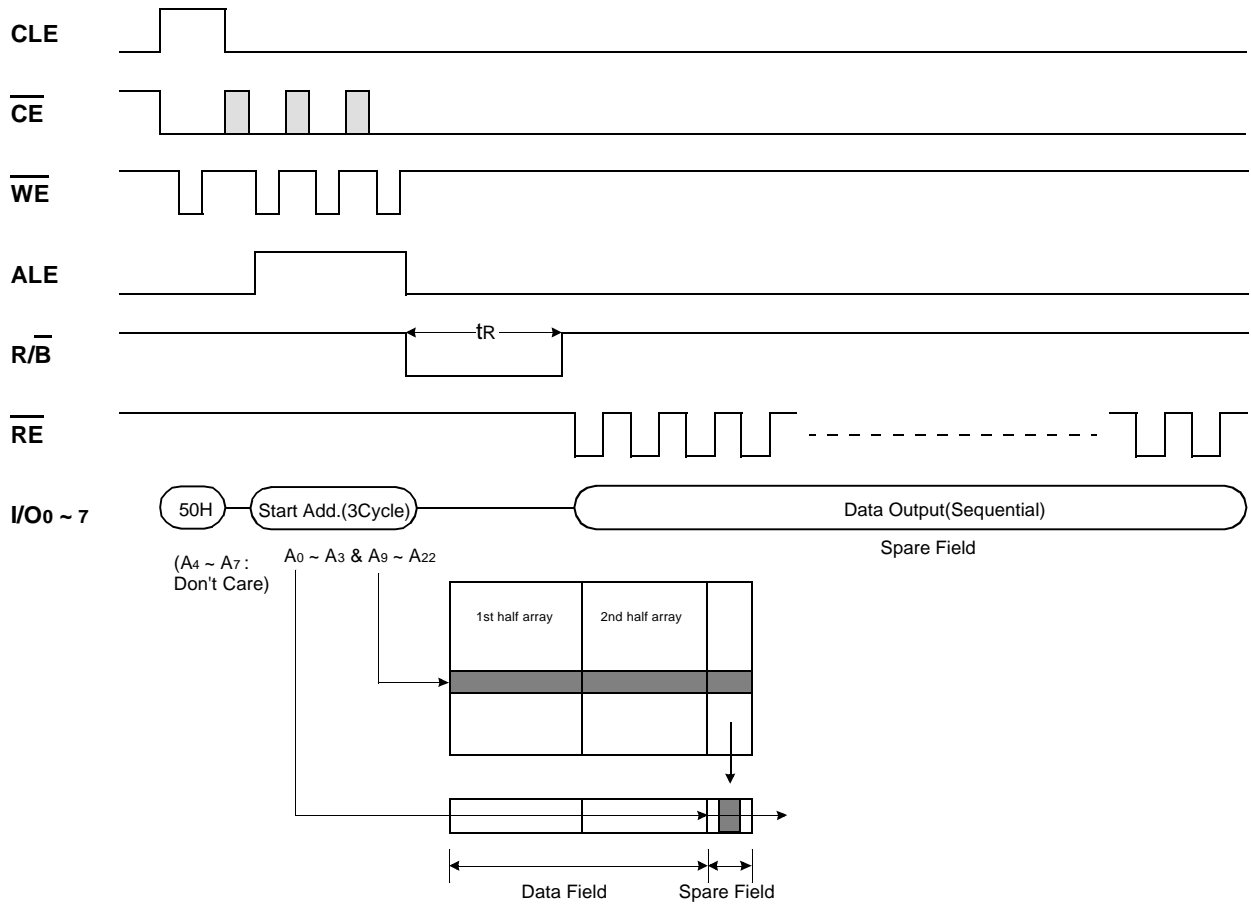 CLE
CE
WE
ALE
R/B
tR
RE
I/O0 ~ 7
50H
Start Add.(3Cycle)
Data Output(Sequential)
Spare Field
(A4 ~ A7 :
Don't Care)
A0 ~ A3 & A9 ~ A22
1st half array
2nd half array
Data Field
Spare Field